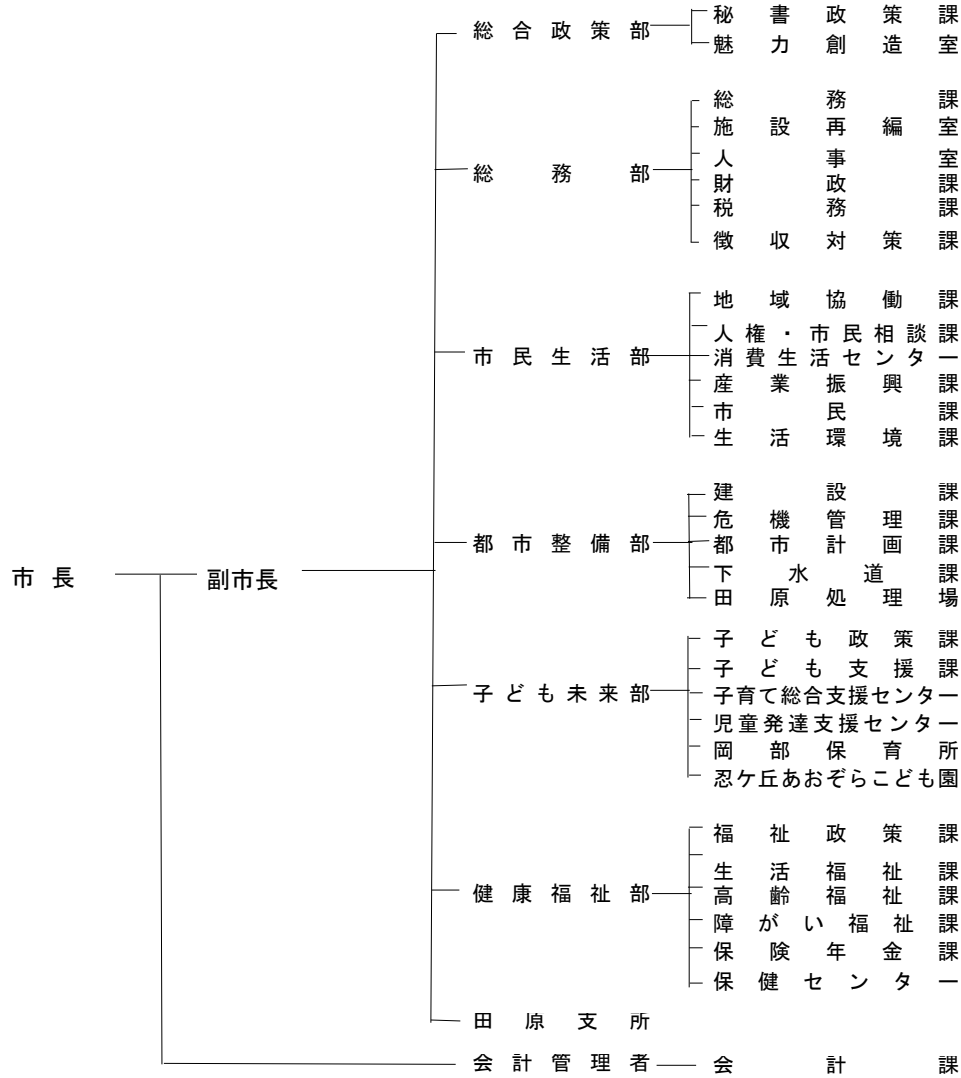 総合政策部
秘書政策課
魅力創造室
総務部
総務課
施設再編室
人事室
財政課
税務課
徴収対策課
市民生活部
地域協働課
人権・市民相談課
消費生活センター
産業振興課
市民課
生活環境課
市長
副市長
都市整備部
建設課
危機管理課
都市計画課
下水道課
田原処理場
子ども未来部
子ども政策課
子ども支援課
子育て総合支援センター
児童発達支援センター
岡部保育所
忍ケ丘あおぞらこども園
健康福祉部
福祉政策課
生活福祉課
高齢福祉課
障がい福祉課
保険年金課
保健センター
田原支所
会計管理者
会計課